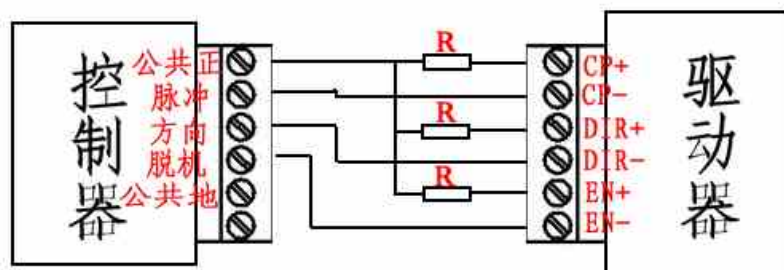 控制器
公共正
脉冲
方向
脱机
公共地
R
R
R
CP+
CP-
DIR+
DIR-
EN+
EN-
驱动器